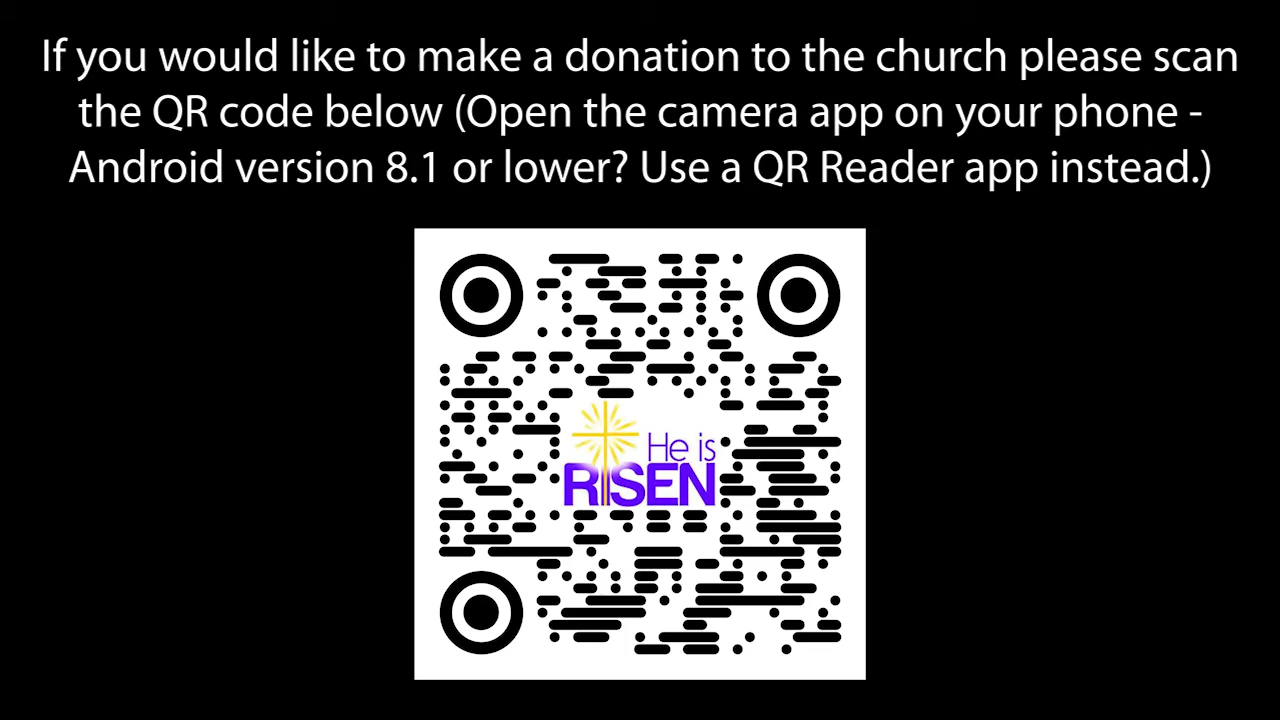 If you would like to make a donation to the church please scan
the QR code below (Open the camera app on your phone -
Android version 8.1 or lower? Use a QR Reader app instead.)
He is
RISEN